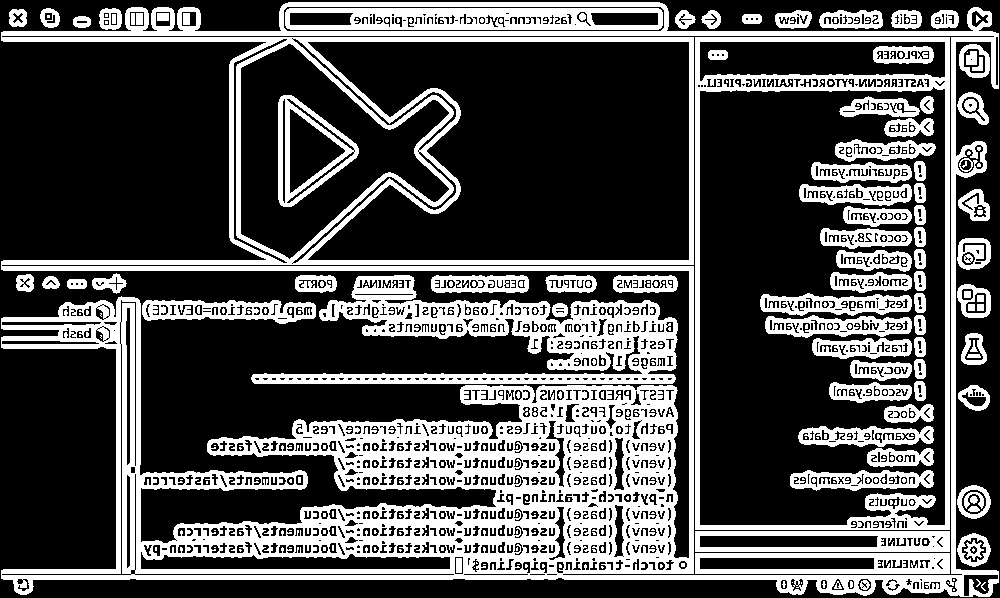 File Edit Selection View ... fasterrcnn-pytorch-training-pipeline
EXPLORER ...
FASTERRCNN-PYTORCH-TRAINING-PIPELI...
__pycache__
data
data_configs
! aquarium.yaml
! buggy_data.yaml
! coco.yaml
! coco128.yaml
! gtsdb.yaml
! smoke.yaml
! test_image_config.yaml
! test_video_config.yaml
! trash_icra.yaml
! voc.yaml
! vscode.yaml
docs
example_test_data
models
notebook_examples
outputs
inference
OUTLINE
TIMELINE
PROBLEMS OUTPUT DEBUG CONSOLE TERMINAL PORTS
checkpoint = torch.load(args['weights'], map_location=DEVICE)
Building from model name arguments...
Test instances: 1
Image 1 done...
--------------------------------------------------
TEST PREDICTIONS COMPLETE
Average FPS: 1.588
Path to output files: outputs/inference/res_5
(venv) (base) user@ubuntu-workstation:~/Documents/faste
(venv) (base) user@ubuntu-workstation:~/
(venv) (base) user@ubuntu-workstation:~/ Documents/fasterrcn
n-pytorch-training-pi
(venv) (base) user@ubuntu-workstation:~/Docu
(venv) (base) user@ubuntu-workstation:~/Documents/fasterrcn
(venv) (base) user@ubuntu-workstation:~/Documents/fasterrcnn-py
torch-training-pipeline$
bash
bash
main* 0 0 0